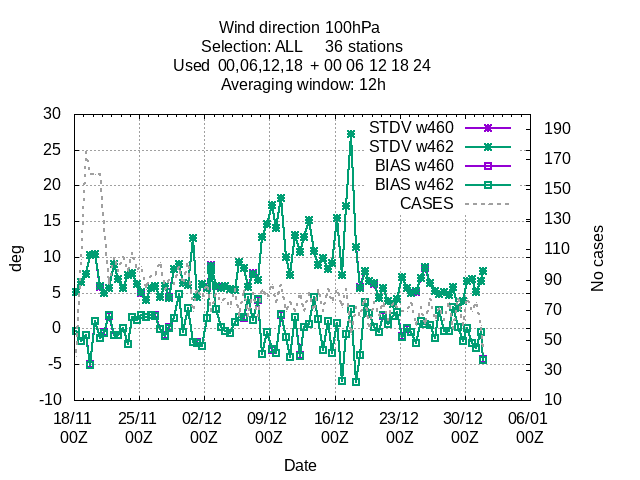 Wind direction 100hPa
Selection: ALL 36 stations
Used 00,06,12,18 + 00 06 12 18 24
Averaging window: 12h
STDV w460
STDV w462
BIAS w460
BIAS w462
CASES
30
25
20
15
10
5
0
-5
-10
deg
190
170
150
130
110
90
70
50
30
10
No cases
18/11 25/11 02/12 09/12 16/12 23/12 30/12 06/01
00Z 00Z 00Z 00Z 00Z 00Z 00Z 00Z
Date